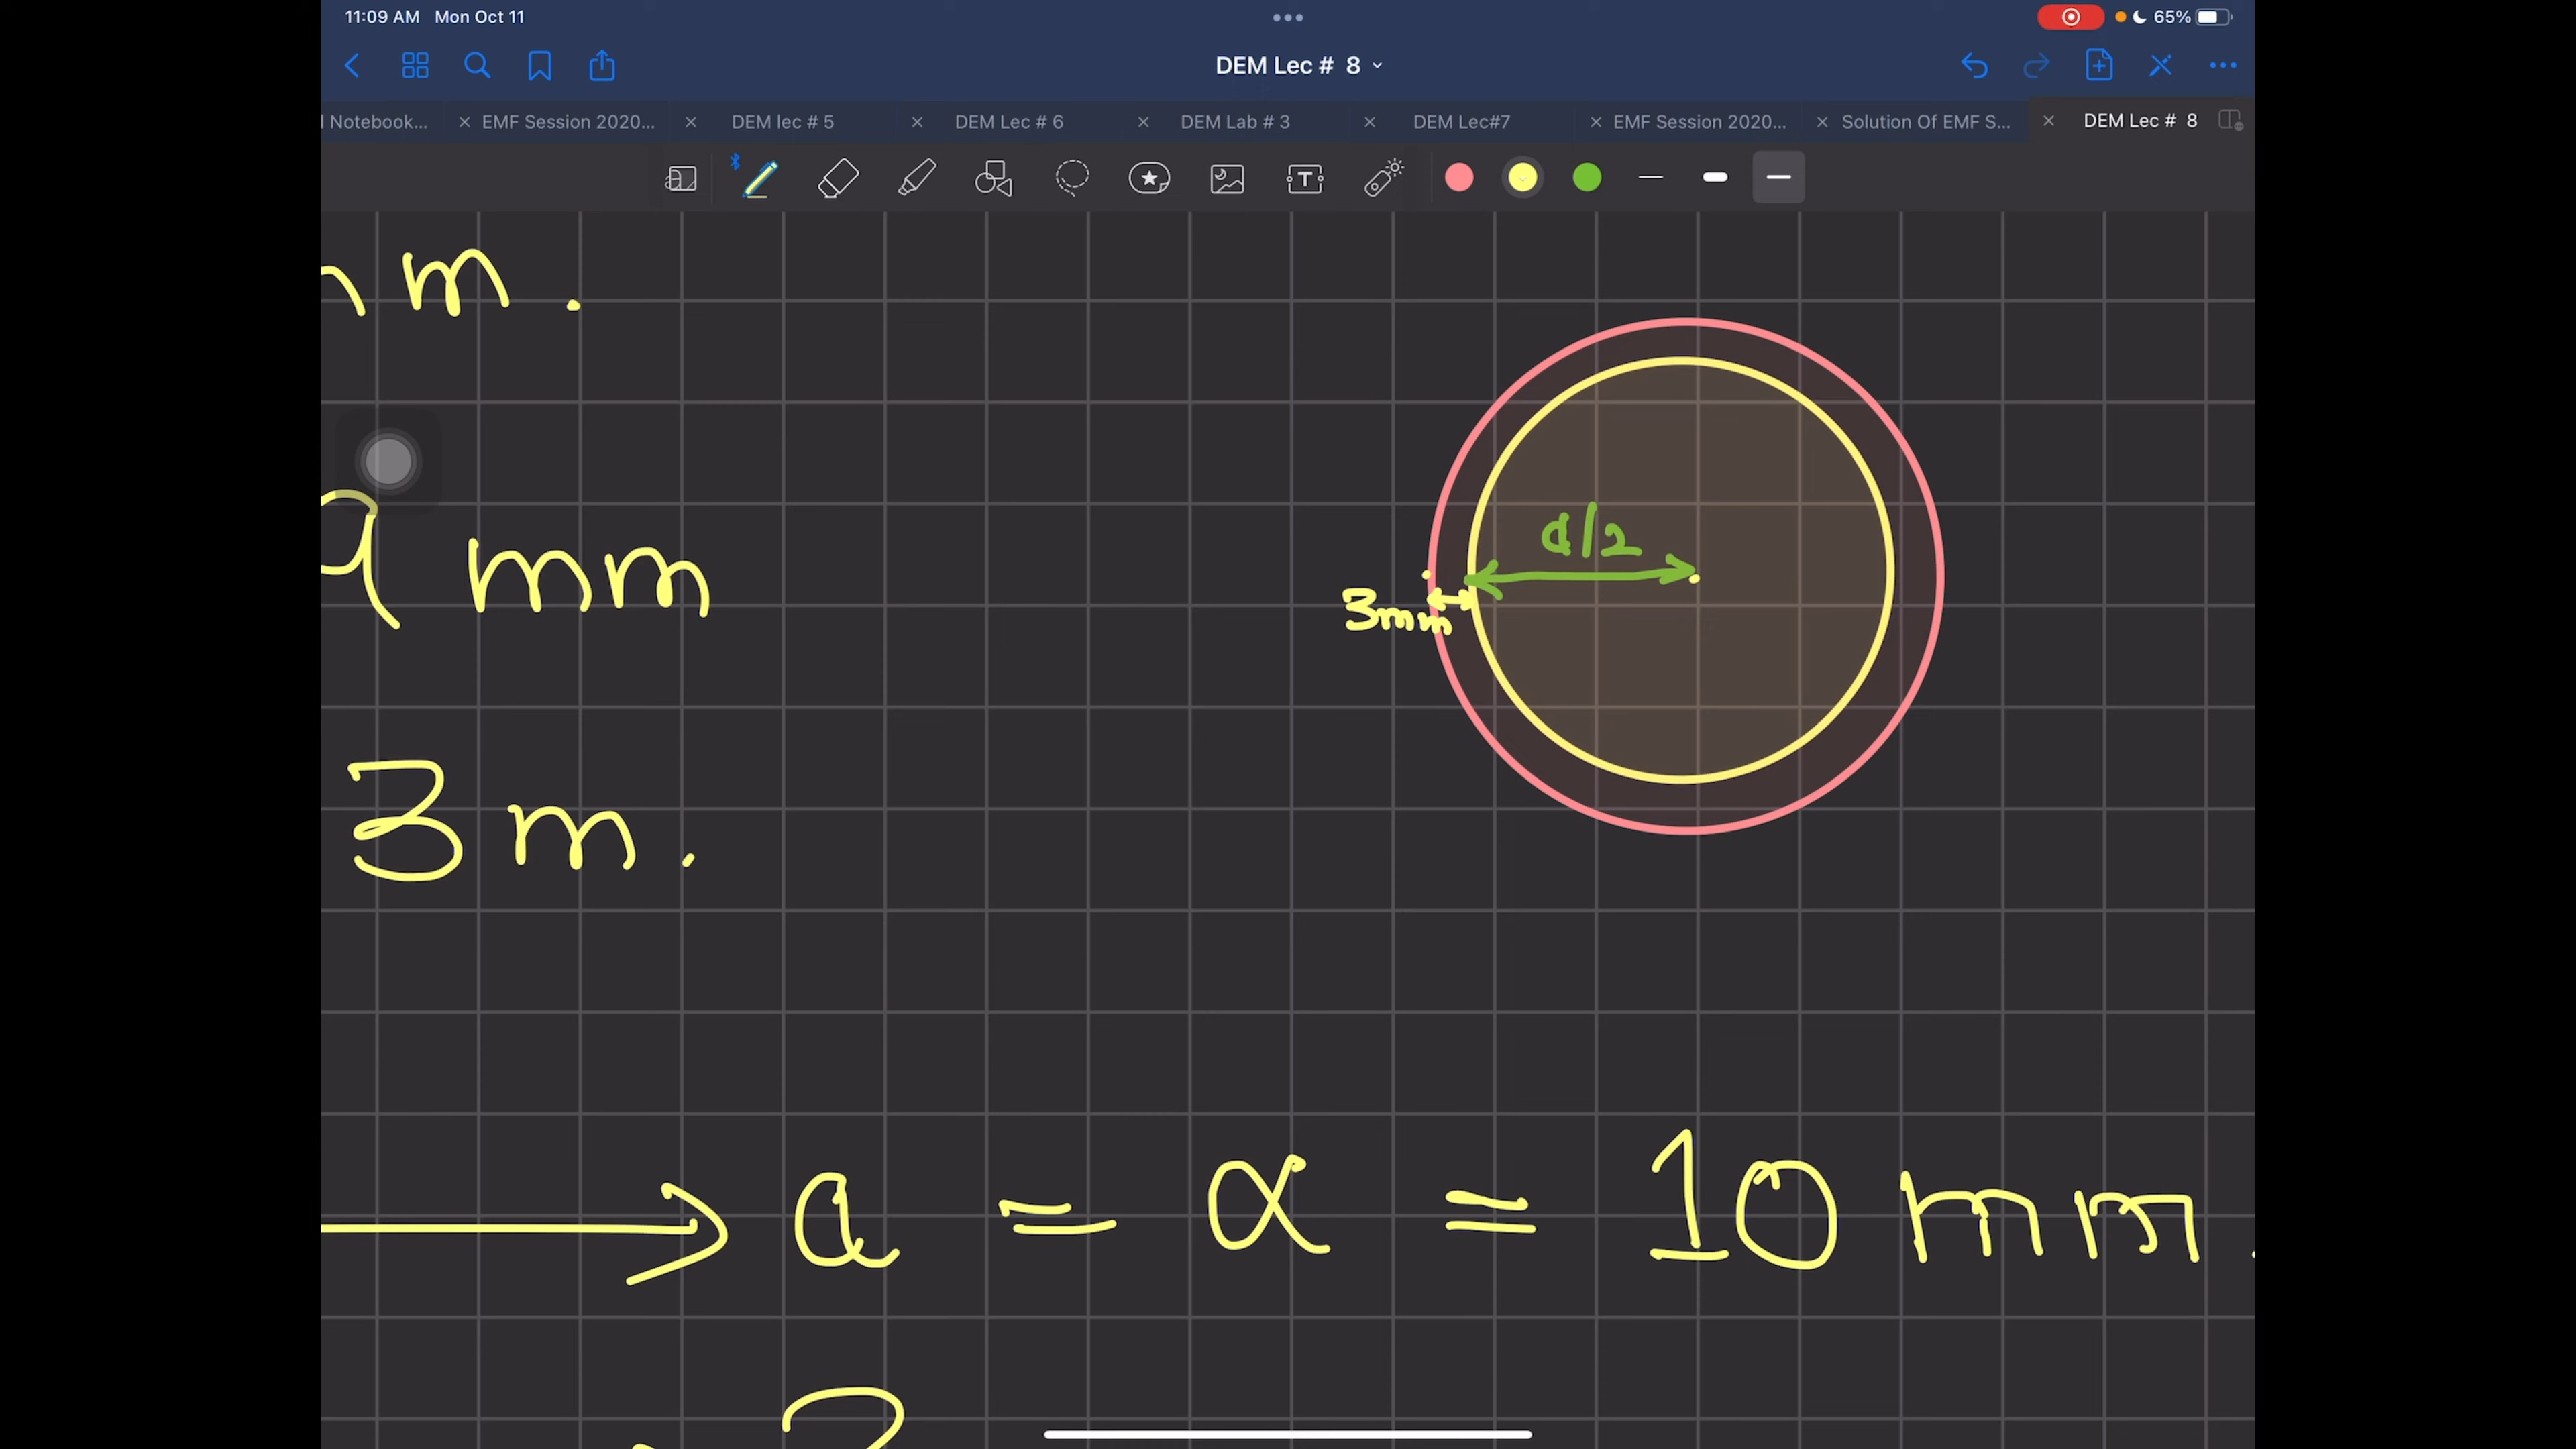 11:09 AM Mon Oct 11
65%
DEM Lec # 8
l Notebook...
EMF Session 2020...
DEM lec # 5
DEM Lec # 6
DEM Lab # 3
DEM Lec#7
EMF Session 2020...
Solution Of EMF S...
DEM Lec # 8
m.
d/2
9 mm
3mm
3 m.
a = α = 10 mm.